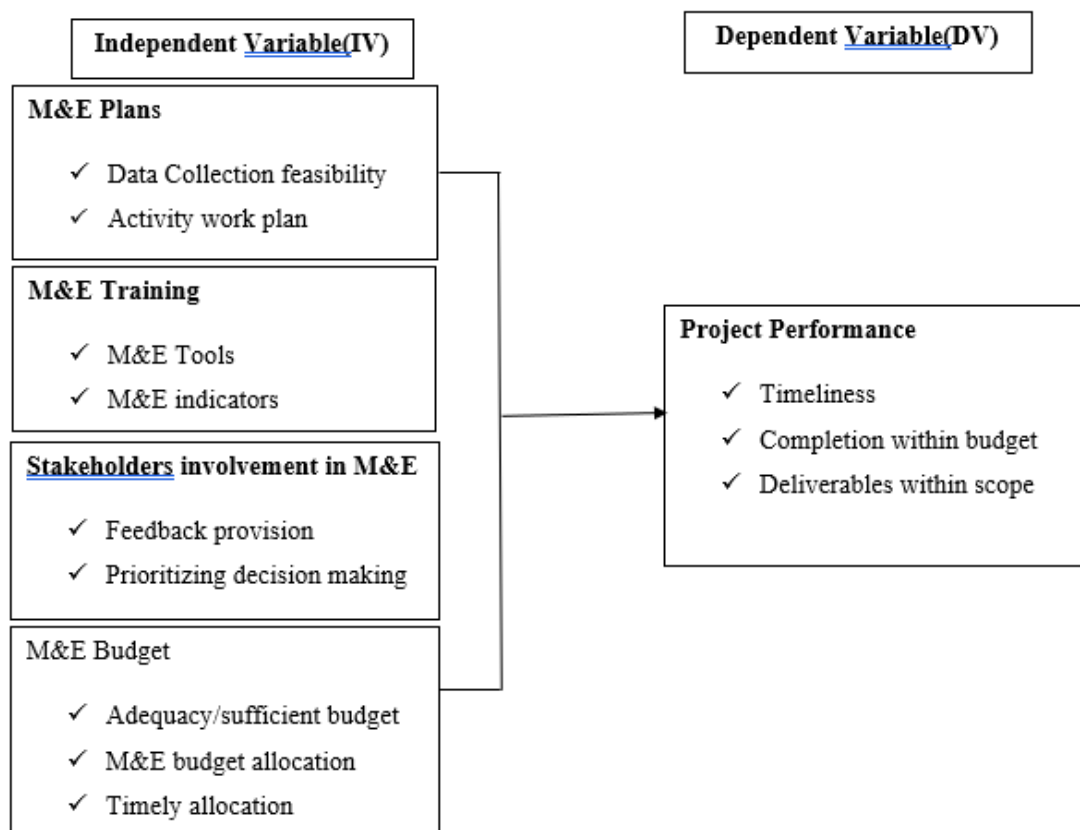 Independent Variable(IV)
Dependent Variable(DV)
M&E Plans
✓ Data Collection feasibility
✓ Activity work plan
M&E Training
✓ M&E Tools
✓ M&E indicators
Stakeholders involvement in M&E
✓ Feedback provision
✓ Prioritizing decision making
M&E Budget
✓ Adequacy/sufficient budget
✓ M&E budget allocation
✓ Timely allocation
Project Performance
✓ Timeliness
✓ Completion within budget
✓ Deliverables within scope